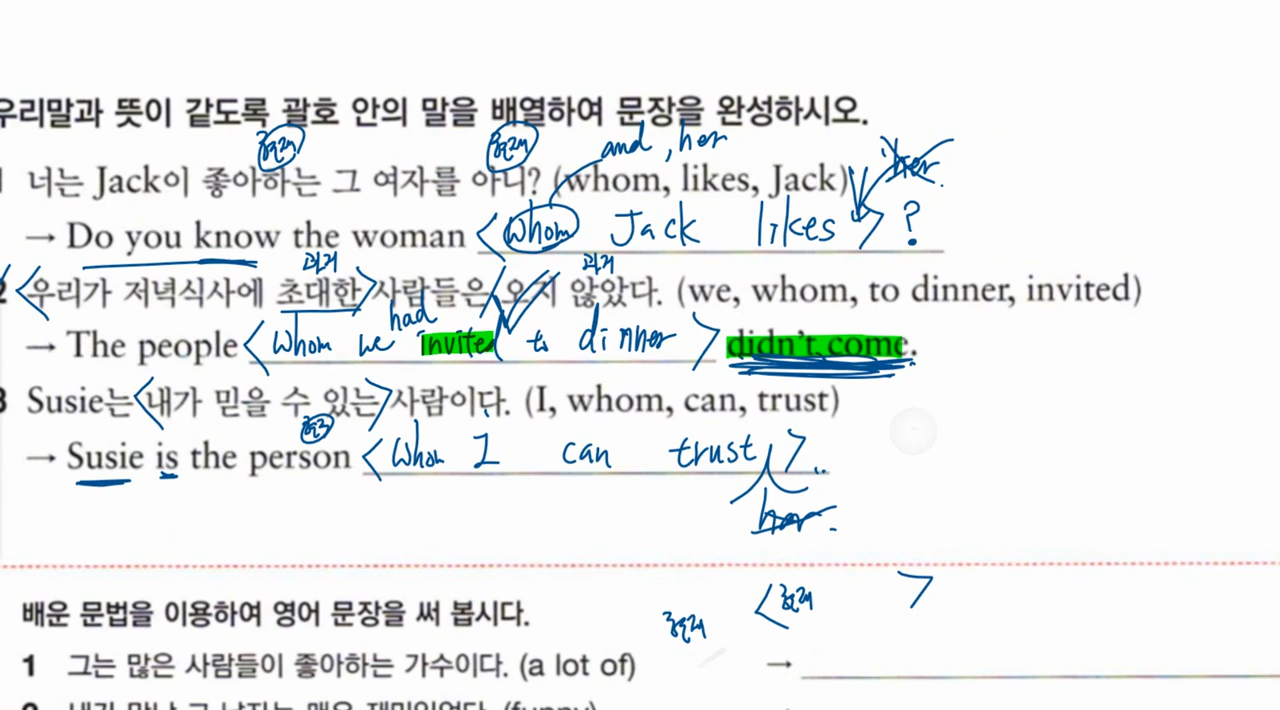 우리말과 뜻이 같도록 괄호 안의 말을 배열하여 문장을 완성하시오.
현재 현재 and, her
너는 Jack이 좋아하는 그 여자를 아니? (whom, likes, Jack) her.
→ Do you know the woman <whom Jack likes> ?
과거 과거
2 <우리가 저녁식사에 초대한> 사람들은 / 오지 않았다. (we, whom, to dinner, invited)
had
→ The people <whom we invited to dinner> didn't come.
3 Susie는 <내가 믿을 수 있는> 사람이다. (I, whom, can, trust)
현재
→ Susie is the person <whom I can trust>.
her.
<현재 >
배운 문법을 이용하여 영어 문장을 써 봅시다.
현재
1 그는 많은 사람들이 좋아하는 가수이다. (a lot of) →